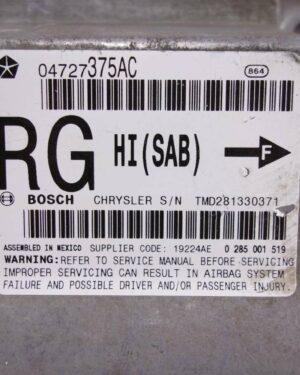 04727375AC 864
RG HI(SAB) F
BOSCH CHRYSLER S/N TMD281330371
ASSEMBLED IN MEXICO SUPPLIER CODE: 19224AE 0 285 001 519
WARNING: REFER TO SERVICE MANUAL BEFORE SERVICING
IMPROPER SERVICING CAN RESULT IN AIRBAG SYSTEM
FAILURE AND POSSIBLE DRIVER AND/OR PASSENGER INJURY.